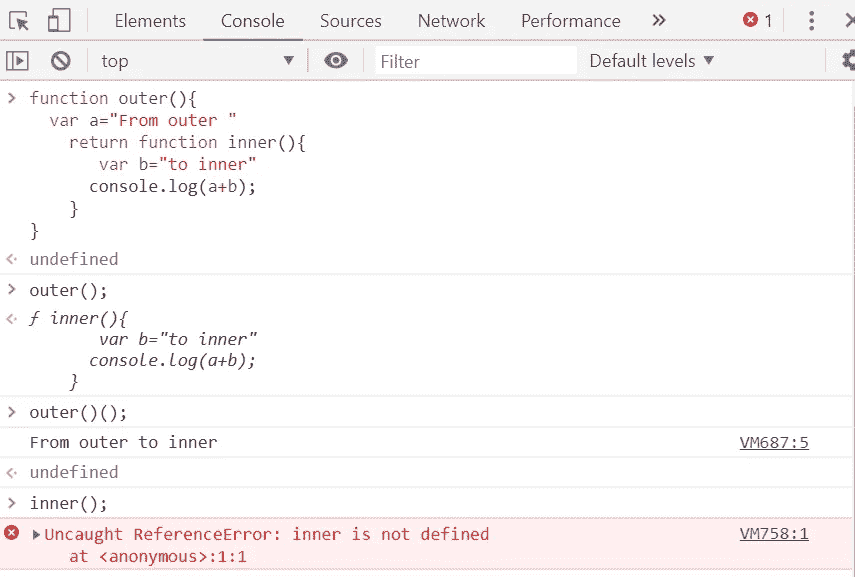 Elements Console Sources Network Performance » 1
top ▼ Filter Default levels ▼
> function outer(){
var a="From outer "
return function inner(){
var b="to inner"
console.log(a+b);
}
}
<· undefined
> outer();
<· ƒ inner(){
var b="to inner"
console.log(a+b);
}
> outer()();
From outer to inner VM687:5
<· undefined
> inner();
▶Uncaught ReferenceError: inner is not defined VM758:1
at <anonymous>:1:1